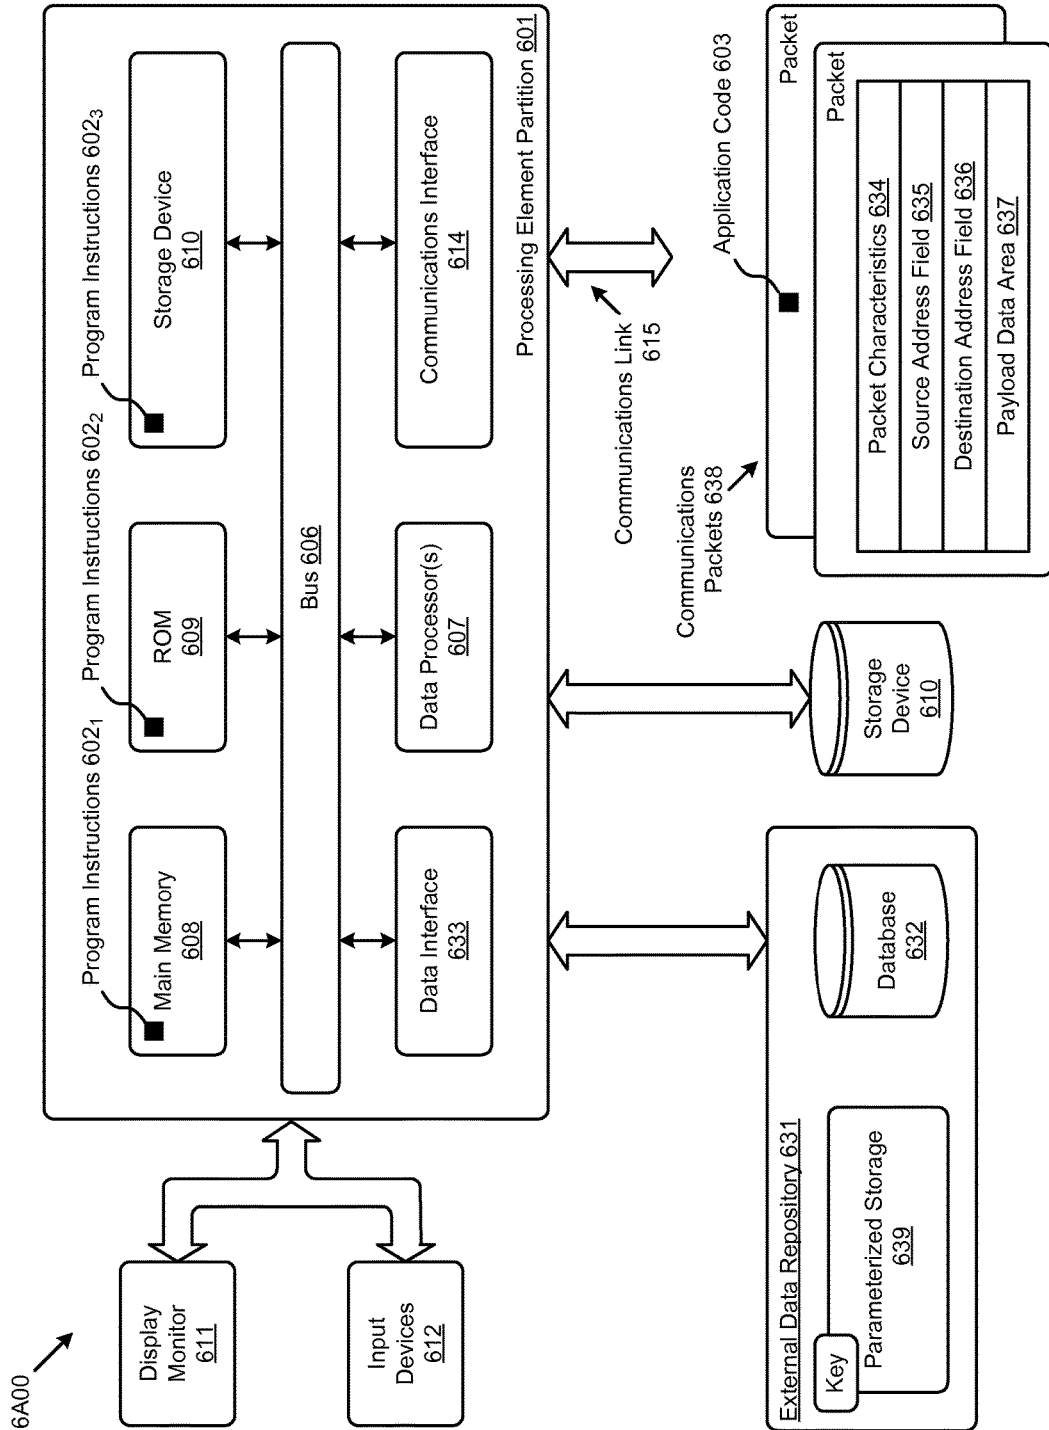 6A00
Display
Monitor
611
Input
Devices
612
Program Instructions 602₁
Program Instructions 602₂
Program Instructions 602₃
Main Memory
608
ROM
609
Storage Device
610
Bus 606
Data Interface
633
Data Processor(s)
607
Communications Interface
614
Processing Element Partition 601
Communications Link
615
External Data Repository 631
Key
Parameterized Storage
639
Database
632
Storage
Device
610
Communications
Packets 638
Application Code 603
Packet
Packet
Packet Characteristics 634
Source Address Field 635
Destination Address Field 636
Payload Data Area 637